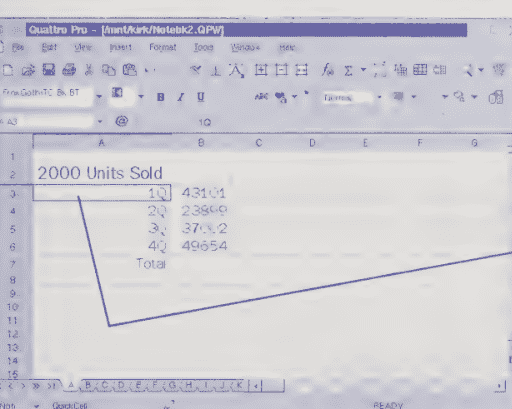 Quattro Pro - [/mnt/kirk/Notebk2.QPW]
File Edit View Insert Format Tools Window Help
A3 @ 1Q
A B C D E F G
1
2 2000 Units Sold
3 1Q 43101
4 2Q
5 3Q
6 4Q 49654
7 Total
8
9
10
11
12
13
14
15
A B C D E F G H I J K
QuickCell READY